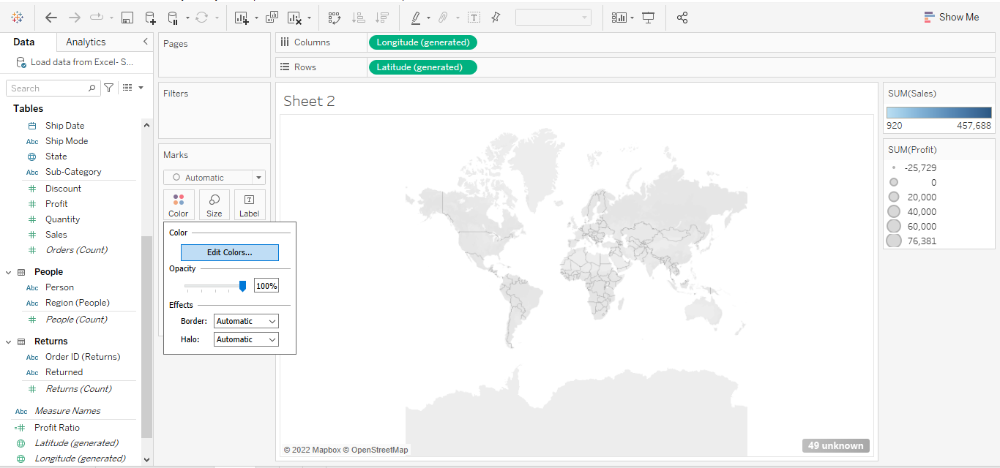 Show Me
Data
Analytics
Load data from Excel- S...
Search
Tables
Ship Date
Abc Ship Mode
State
Abc Sub-Category
Discount
Profit
Quantity
Sales
Orders (Count)
People
Abc Person
Abc Region (People)
People (Count)
Returns
Abc Order ID (Returns)
Abc Returned
Returns (Count)
Abc Measure Names
Profit Ratio
Latitude (generated)
Longitude (generated)
Pages
Filters
Marks
Automatic
Color
Size
Label
Color
Edit Colors...
Opacity
100%
Effects
Border: Automatic
Halo: Automatic
Columns
Longitude (generated)
Rows
Latitude (generated)
Sheet 2
© 2022 Mapbox © OpenStreetMap
49 unknown
SUM(Sales)
920 457,688
SUM(Profit)
-25,729
0
20,000
40,000
60,000
76,381